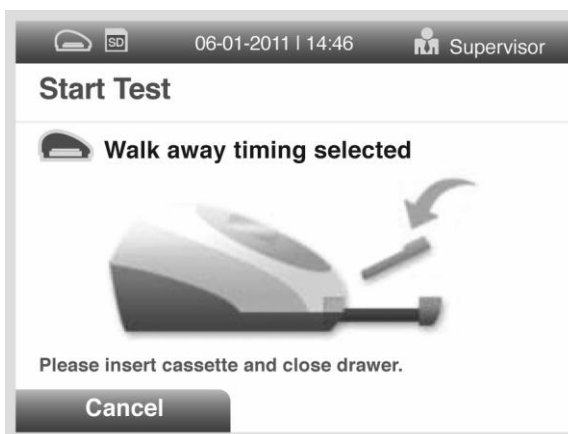 SD 06-01-2011 | 14:46 Supervisor
Start Test
Walk away timing selected
Please insert cassette and close drawer.
Cancel